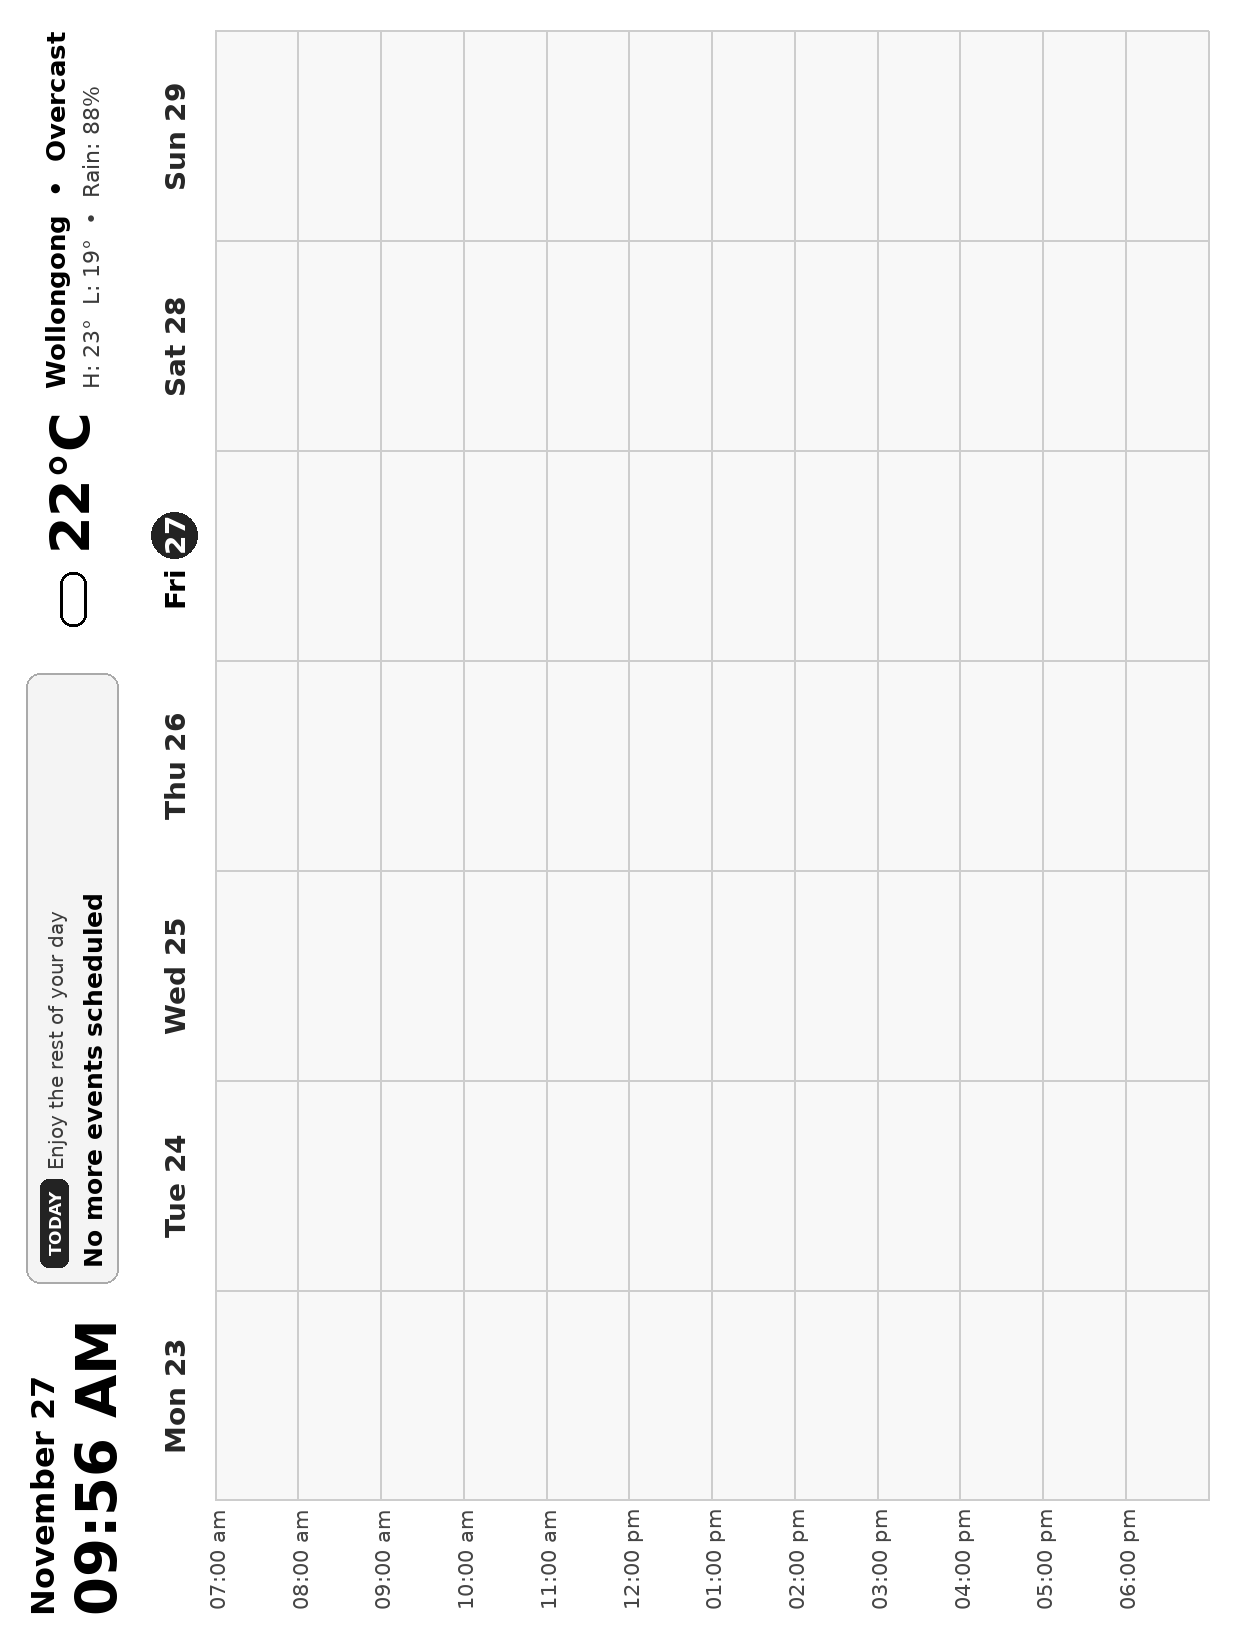 November 27
09:56 AM
TODAY Enjoy the rest of your day
No more events scheduled
22°C
Wollongong • Overcast
H: 23° L: 19° • Rain: 88%
Mon 23
Tue 24
Wed 25
Thu 26
Fri 27
Sat 28
Sun 29
07:00 am
08:00 am
09:00 am
10:00 am
11:00 am
12:00 pm
01:00 pm
02:00 pm
03:00 pm
04:00 pm
05:00 pm
06:00 pm